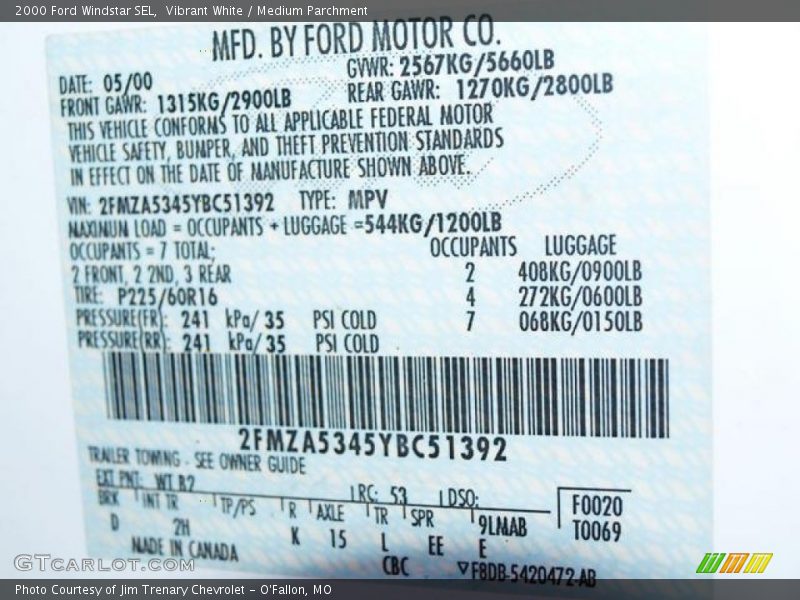 2000 Ford Windstar SEL,  Vibrant White / Medium Parchment
MFD. BY FORD MOTOR CO.
DATE: 05/00 GVWR: 2567KG/5660LB
FRONT GAWR: 1315KG/2900LB REAR GAWR: 1270KG/2800LB
THIS VEHICLE CONFORMS TO ALL APPLICABLE FEDERAL MOTOR
VEHICLE SAFETY, BUMPER, AND THEFT PREVENTION STANDARDS
IN EFFECT ON THE DATE OF MANUFACTURE SHOWN ABOVE.
VIN: 2FMZA5345YBC51392 TYPE: MPV
MAXIMUN LOAD = OCCUPANTS + LUGGAGE =544KG/1200LB
OCCUPANTS = 7 TOTAL; OCCUPANTS LUGGAGE
2 FRONT, 2 2ND, 3 REAR 2 408KG/0900LB
TIRE: P225/60R16 4 272KG/0600LB
PRESSURE(FR): 241 kPa/ 35 PSI COLD 7 068KG/0150LB
PRESSURE(RR): 241 kPa/ 35 PSI COLD
2FMZA5345YBC51392
TRAILER TOWING - SEE OWNER GUIDE
EXT PNT: WT B2 RC: 53 DSO: F0020
BRK INT TR TP/PS R AXLE TR SPR 9LMAB T0069
D 2H K 15 L EE E
MADE IN CANADA CBC ▽F8DB-5420472-AB
GTCARLOT.COM
Photo Courtesy of Jim Trenary Chevrolet - O'Fallon, MO